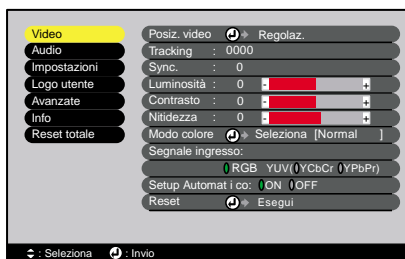 Video
Audio
Impostazioni
Logo utente
Avanzate
Info
Reset totale
Posiz. video Regolaz.
Tracking : 0000
Sync. : 0
Luminosità : 0 - +
Contrasto : 0 - +
Nitidezza : 0 - +
Modo colore Seleziona [Normal ]
Segnale ingresso:
RGB YUV( YCbCr YPbPr)
Setup Automat i co: ON OFF
Reset Esegui
: Seleziona : Invio